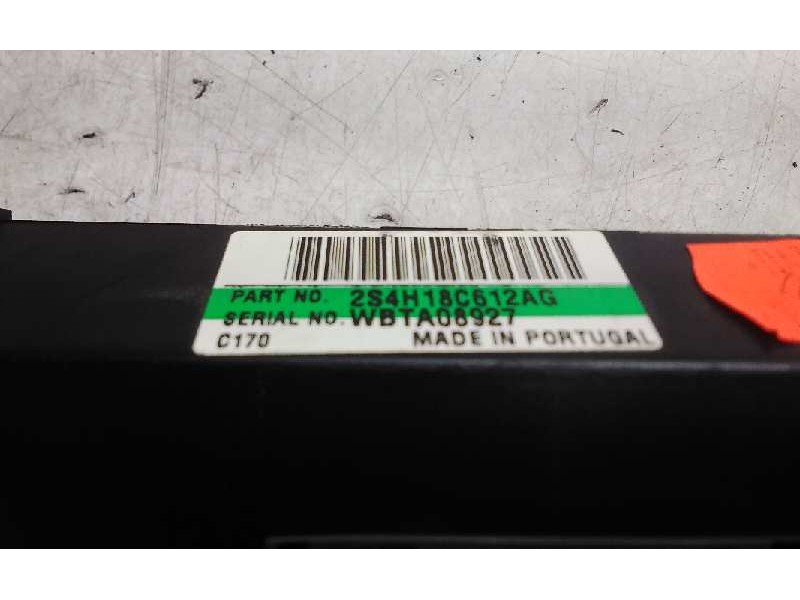 PART NO. 2S4H18C612AG
SERIAL NO. WBTA06927
C170 MADE IN PORTUGAL